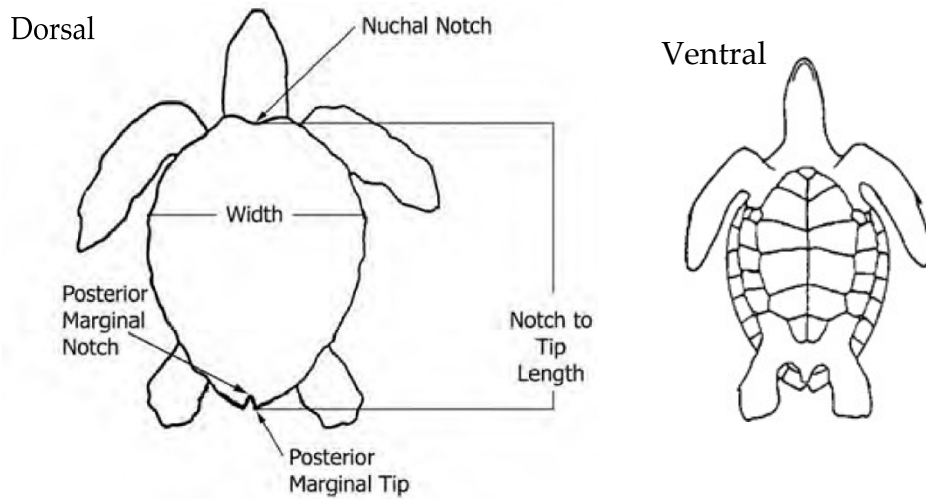 Dorsal
Nuchal Notch
Ventral
Width
Posterior
Marginal
Notch
Notch to
Tip
Length
Posterior
Marginal Tip